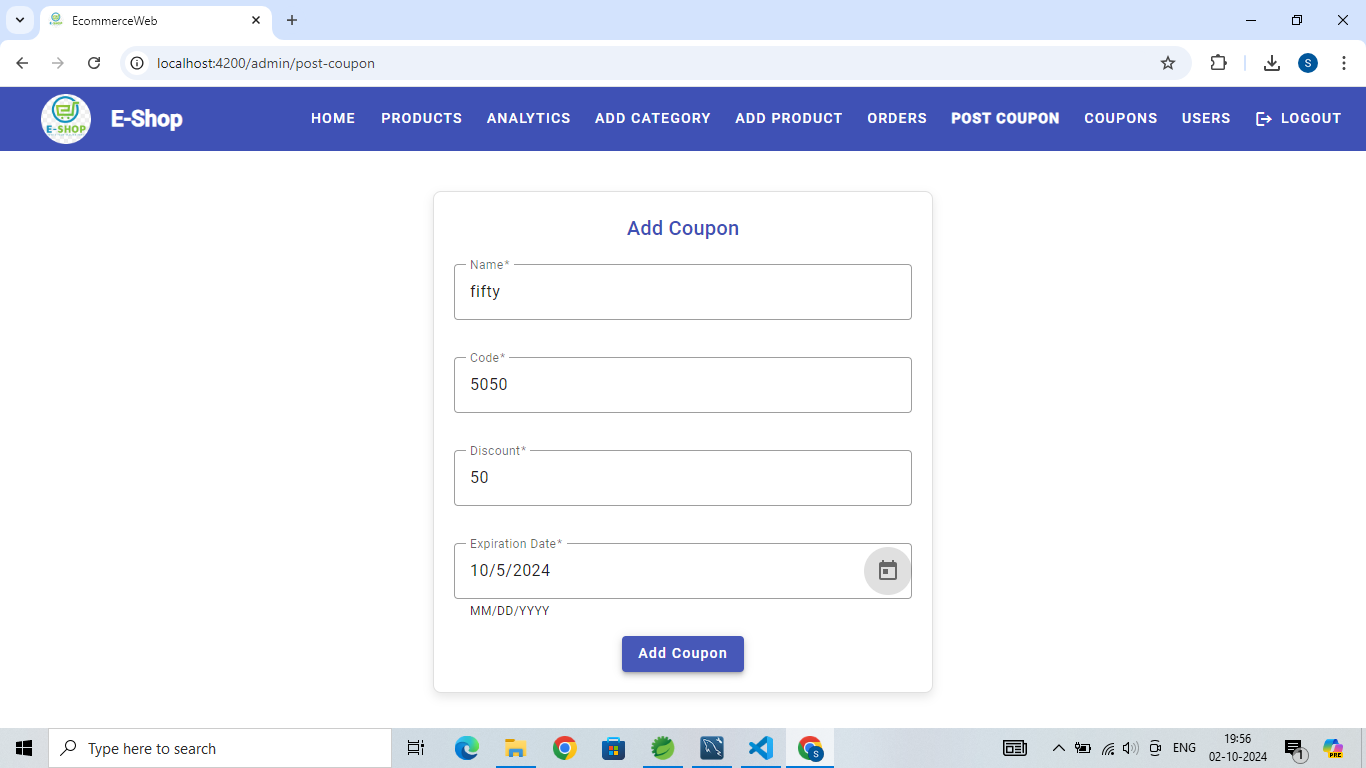 EcommerceWeb
localhost:4200/admin/post-coupon
S
E-SHOP
E-Shop
HOME PRODUCTS ANALYTICS ADD CATEGORY ADD PRODUCT ORDERS POST COUPON COUPONS USERS LOGOUT
Add Coupon
Name*
fifty
Code*
5050
Discount*
50
Expiration Date*
10/5/2024
MM/DD/YYYY
Add Coupon
Type here to search
S
ENG
19:56
02-10-2024
1
PRE